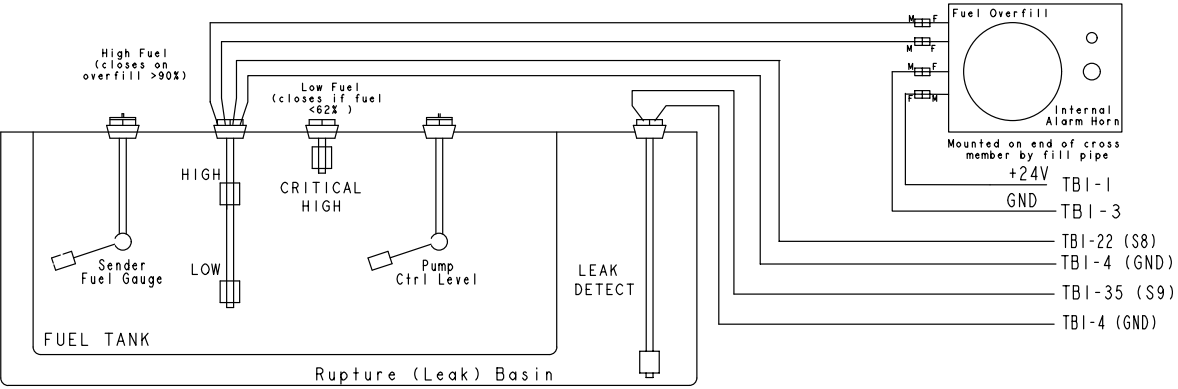 M F
Fuel Overfill
M F
M F
F M
Internal
Alarm Horn
Mounted on end of cross
member by fill pipe
High Fuel
(closes on
overfill >90%)
Low Fuel
(closes if fuel
<62% )
HIGH
CRITICAL
HIGH
LOW
Sender
Fuel Gauge
Pump
Ctrl Level
LEAK
DETECT
FUEL TANK
Rupture (Leak) Basin
+24V
TB1-1
GND
TB1-3
TB1-22 (S8)
TB1-4 (GND)
TB1-35 (S9)
TB1-4 (GND)